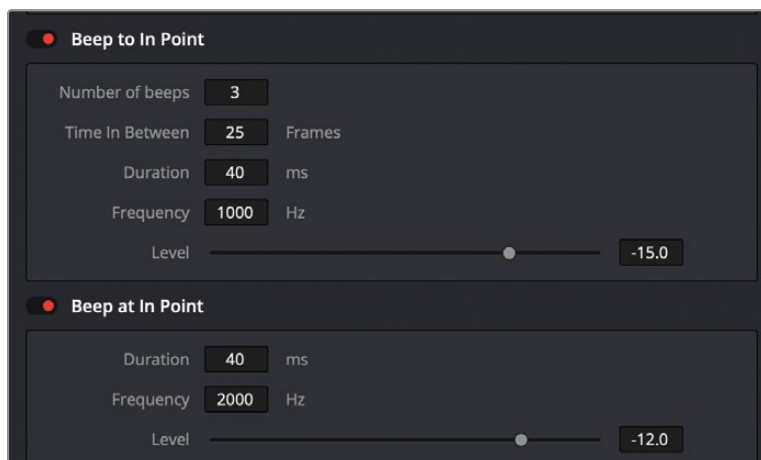 Beep to In Point
Number of beeps 3
Time In Between 25 Frames
Duration 40 ms
Frequency 1000 Hz
Level -15.0
Beep at In Point
Duration 40 ms
Frequency 2000 Hz
Level -12.0